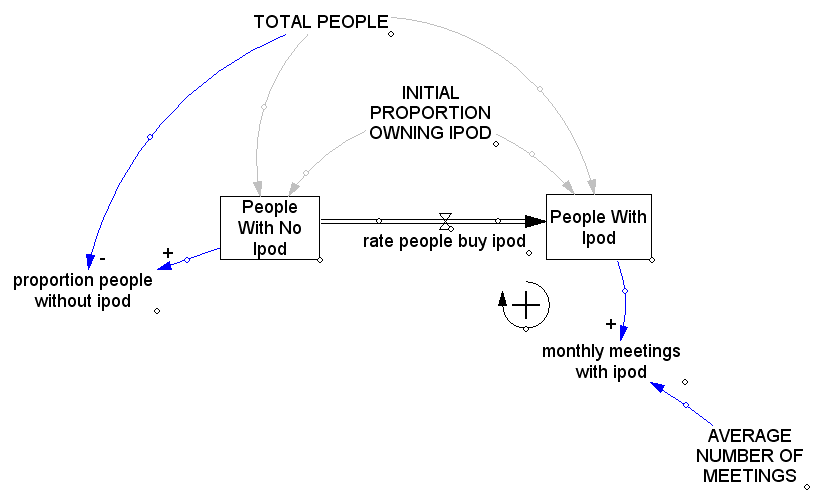 TOTAL PEOPLE
INITIAL
PROPORTION
OWNING IPOD
People
With No
Ipod
People With
Ipod
rate people buy ipod
-
+
proportion people
without ipod
+
+
monthly meetings
with ipod
AVERAGE
NUMBER OF
MEETINGS